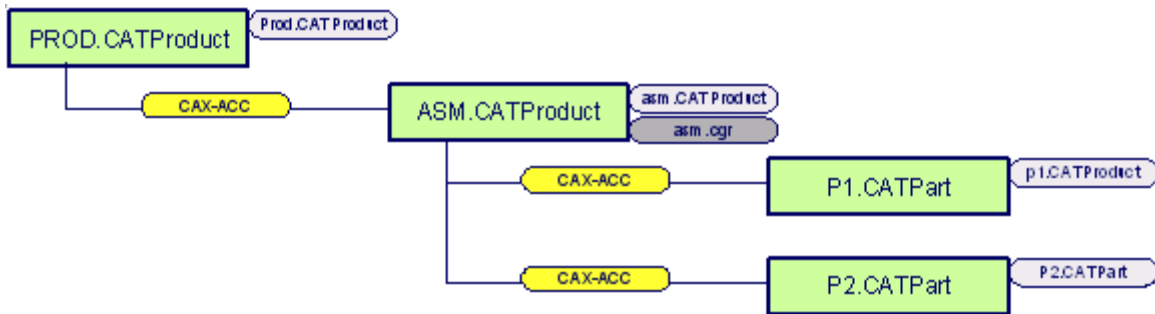 PROD.CATProduct
Prod.CATProduct
CAX-ACC
ASM.CATProduct
asm.CATProduct
asm.cgr
CAX-ACC
P1.CATPart
p1.CATProduct
CAX-ACC
P2.CATPart
P2.CATPart